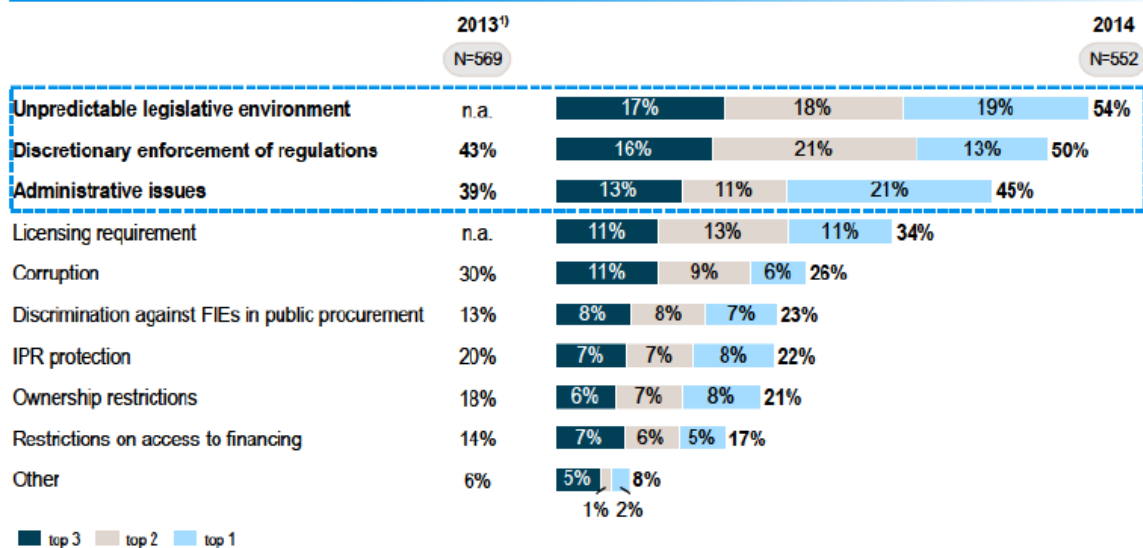 2013¹⁾ 2014
N=569 N=552
Unpredictable legislative environment n.a. 17% 18% 19% 54%
Discretionary enforcement of regulations 43% 16% 21% 13% 50%
Administrative issues 39% 13% 11% 21% 45%
Licensing requirement n.a. 11% 13% 11% 34%
Corruption 30% 11% 9% 6% 26%
Discrimination against FIEs in public procurement 13% 8% 8% 7% 23%
IPR protection 20% 7% 7% 8% 22%
Ownership restrictions 18% 6% 7% 8% 21%
Restrictions on access to financing 14% 7% 6% 5% 17%
Other 6% 5% 8%
1% 2%
top 3 top 2 top 1